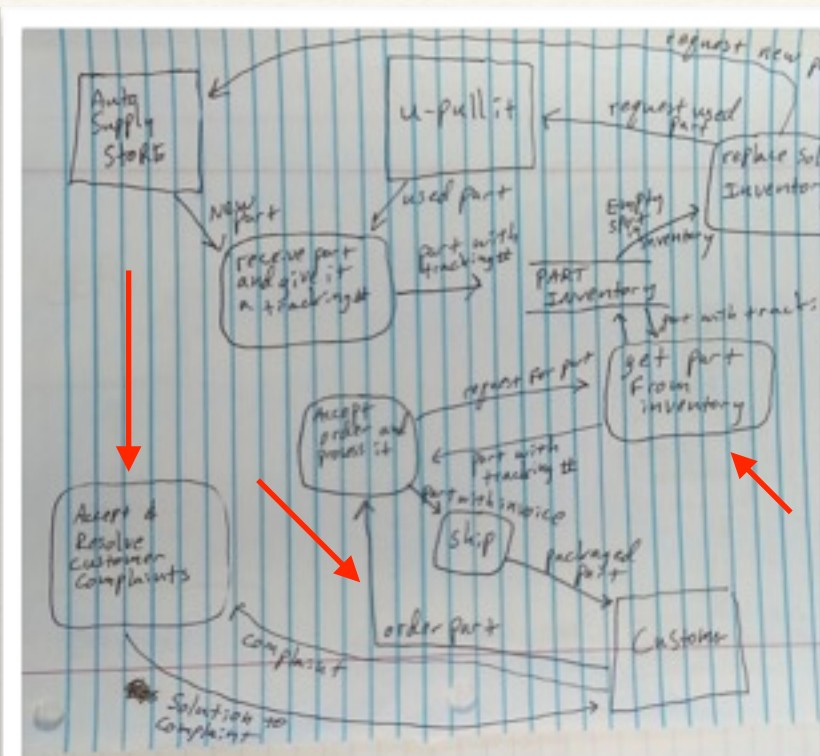 request new
Auto
Supply
StoRE
u-pull it
request used
part
replace
Inventor
New
part
used part
Empty
spot
in
inventory
receive part
and give it
a tracking#
part with
tracking#
PART
Inventory
part with track
get part
From
inventory
request for part
Accept
order and
process it
part with
tracking #
part with invoice
ship
packaged
part
Accept &
Resolve
customer
Complaints
order part
Customer
complaint
Solution to
Complaint